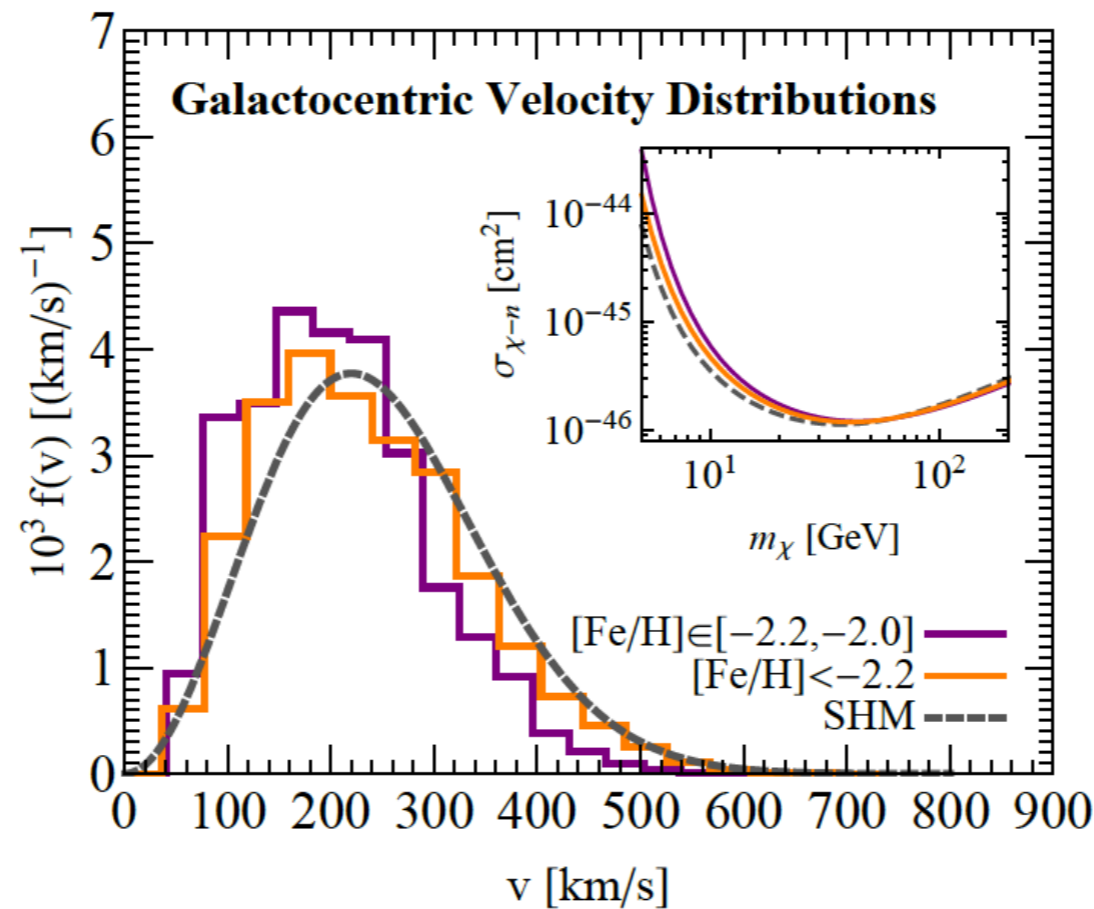 Galactocentric Velocity Distributions
10³ f(v) [(km/s)⁻¹]
7
6
5
4
3
2
1
0
0 100 200 300 400 500 600 700 800 900
v [km/s]
σχ−n [cm²]
10⁻⁴⁴
10⁻⁴⁵
10⁻⁴⁶
10¹ 10²
mχ [GeV]
[Fe/H]∈[−2.2,−2.0]
[Fe/H]<−2.2
SHM